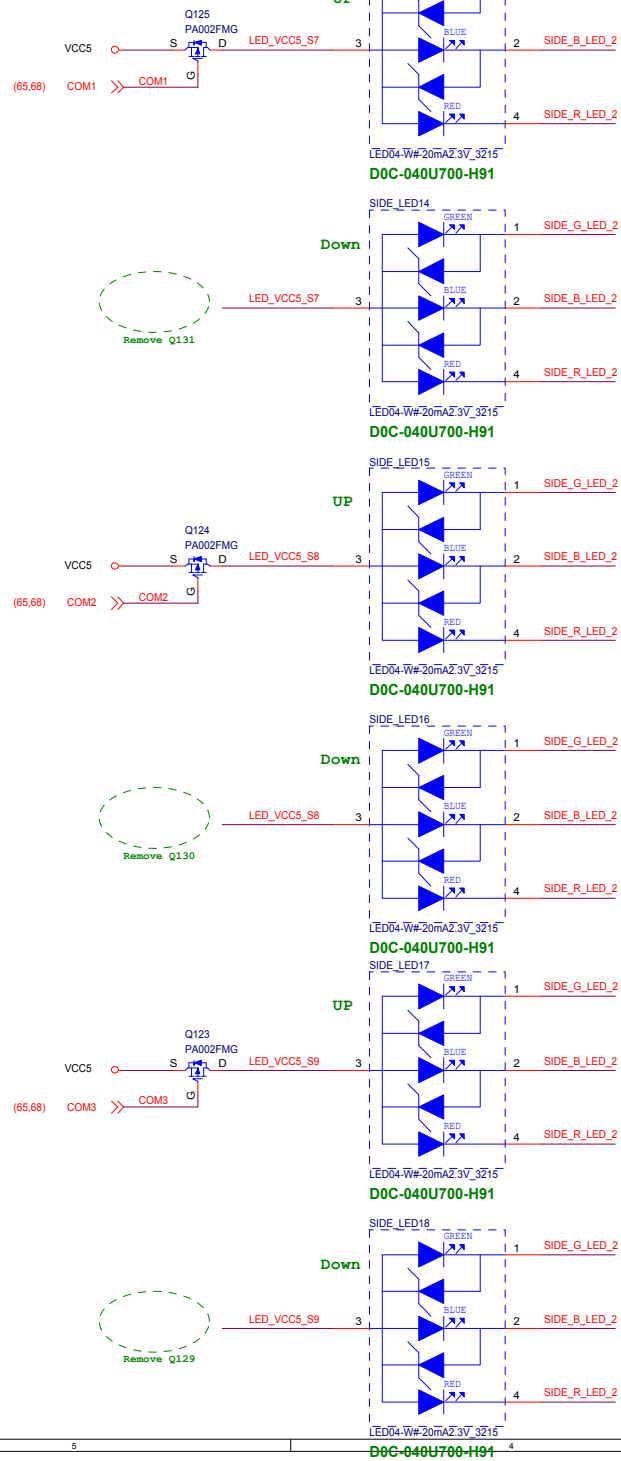 UP
Q125
PA002FMG
VCC5
S
D
G
LED_VCC5_S7
3
BLUE
2
SIDE_B_LED_2
(65,68)
COM1
COM1
RED
4
SIDE_R_LED_2
LED04-W#-20mA2.3V_3215
D0C-040U700-H91
SIDE_LED14
GREEN
1
SIDE_G_LED_2
Down
LED_VCC5_S7
3
BLUE
2
SIDE_B_LED_2
Remove Q131
RED
4
SIDE_R_LED_2
LED04-W#-20mA2.3V_3215
D0C-040U700-H91
SIDE_LED15
GREEN
1
SIDE_G_LED_2
UP
Q124
PA002FMG
VCC5
S
D
G
LED_VCC5_S8
3
BLUE
2
SIDE_B_LED_2
(65,68)
COM2
COM2
RED
4
SIDE_R_LED_2
LED04-W#-20mA2.3V_3215
D0C-040U700-H91
SIDE_LED16
GREEN
1
SIDE_G_LED_2
Down
LED_VCC5_S8
3
BLUE
2
SIDE_B_LED_2
Remove Q130
RED
4
SIDE_R_LED_2
LED04-W#-20mA2.3V_3215
D0C-040U700-H91
SIDE_LED17
GREEN
1
SIDE_G_LED_2
UP
Q123
PA002FMG
VCC5
S
D
G
LED_VCC5_S9
3
BLUE
2
SIDE_B_LED_2
(65,68)
COM3
COM3
RED
4
SIDE_R_LED_2
LED04-W#-20mA2.3V_3215
D0C-040U700-H91
SIDE_LED18
GREEN
1
SIDE_G_LED_2
Down
LED_VCC5_S9
3
BLUE
2
SIDE_B_LED_2
Remove Q129
RED
4
SIDE_R_LED_2
LED04-W#-20mA2.3V_3215
5
4
D0C-040U700-H91